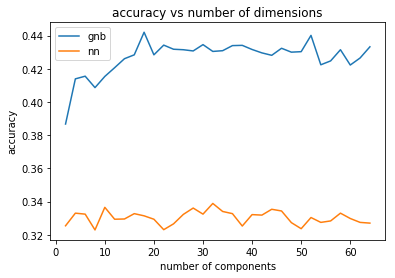 accuracy vs number of dimensions
gnb
nn
0.44
0.42
0.40
0.38
0.36
0.34
0.32
accuracy
0 10 20 30 40 50 60
number of components